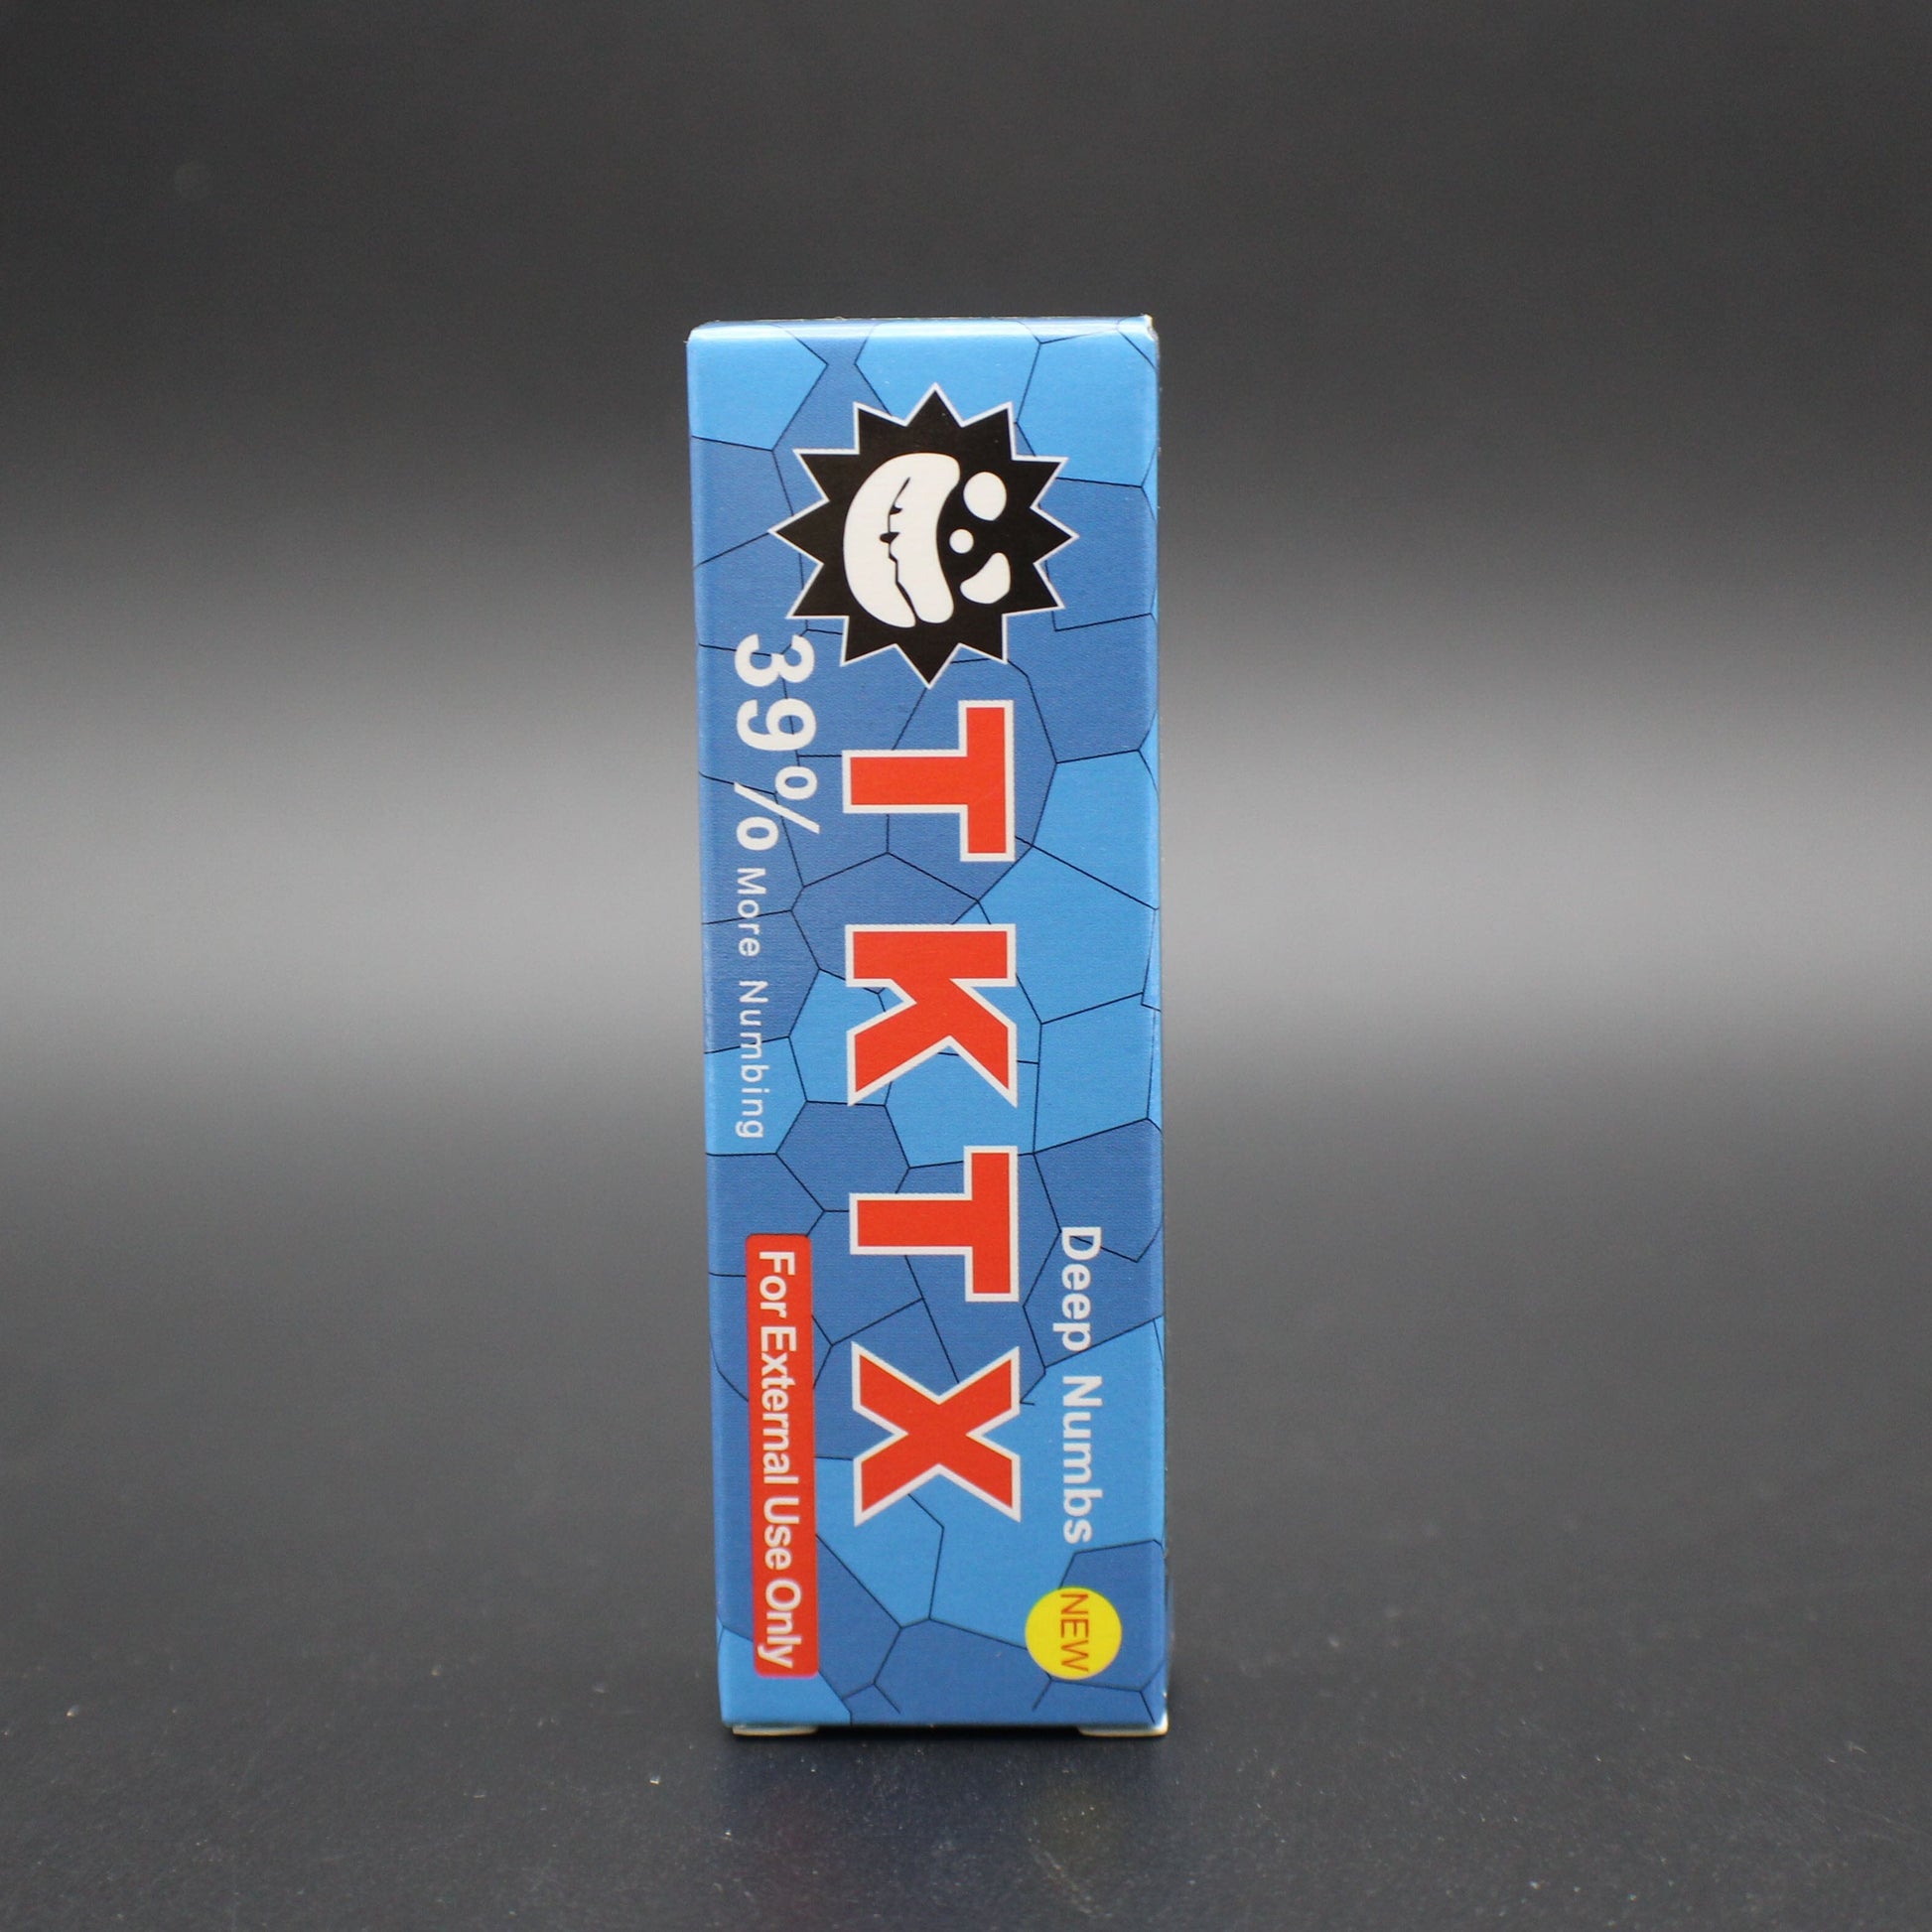 Deep Numbs
NEW
TKTX
39% More Numbing
For External Use Only